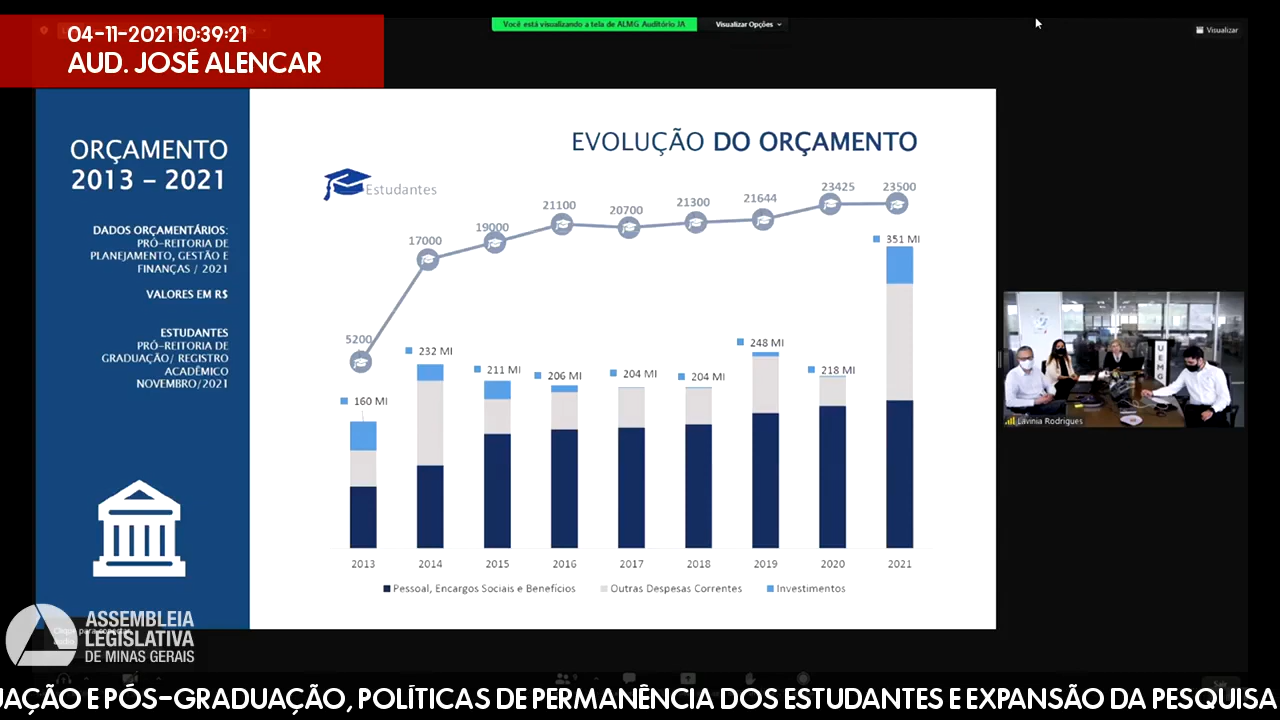 Você está visualizando a tela de ALMG Auditório JA
Visualizar Opções
Visualizar
04-11-2021 10:39:21
AUD. JOSÉ ALENCAR
ORÇAMENTO
2013 – 2021
DADOS ORÇAMENTÁRIOS:
PRÓ-REITORIA DE
PLANEJAMENTO, GESTÃO E
FINANÇAS / 2021
VALORES EM R$
ESTUDANTES
PRÓ-REITORIA DE
GRADUAÇÃO/ REGISTRO
ACADÊMICO
NOVEMBRO/2021
EVOLUÇÃO DO ORÇAMENTO
Estudantes
5200 17000 19000 21100 20700 21300 21644 23425 23500
160 MI 232 MI 211 MI 206 MI 204 MI 204 MI 248 MI 218 MI 351 MI
2013 2014 2015 2016 2017 2018 2019 2020 2021
Pessoal, Encargos Sociais e Benefícios Outras Despesas Correntes Investimentos
UEMG
Lavínia Rodrigues
ASSEMBLEIA
LEGISLATIVA
DE MINAS GERAIS
Sair
UAÇÃO E PÓS-GRADUAÇÃO, POLÍTICAS DE PERMANÊNCIA DOS ESTUDANTES E EXPANSÃO DA PESQUISA